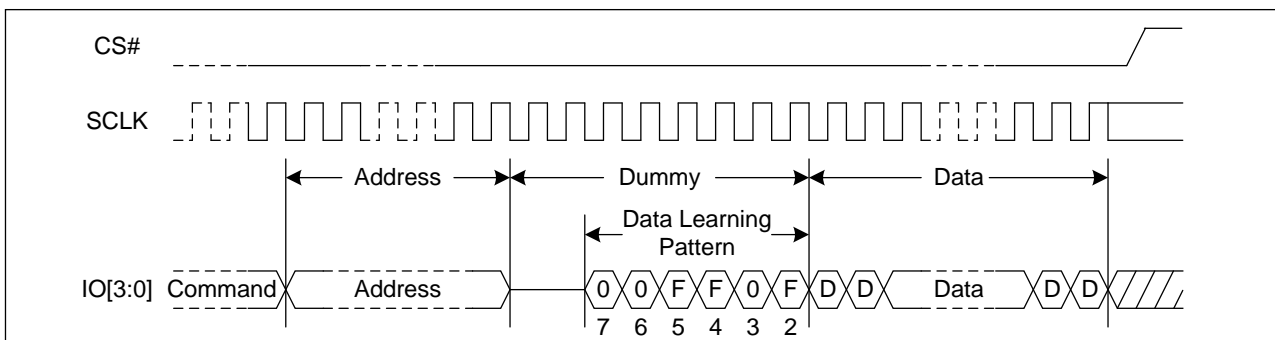 CS#
SCLK
Address Dummy Data
Data Learning
Pattern
IO[3:0] Command Address 0 0 F F 0 F D D Data D D
7 6 5 4 3 2